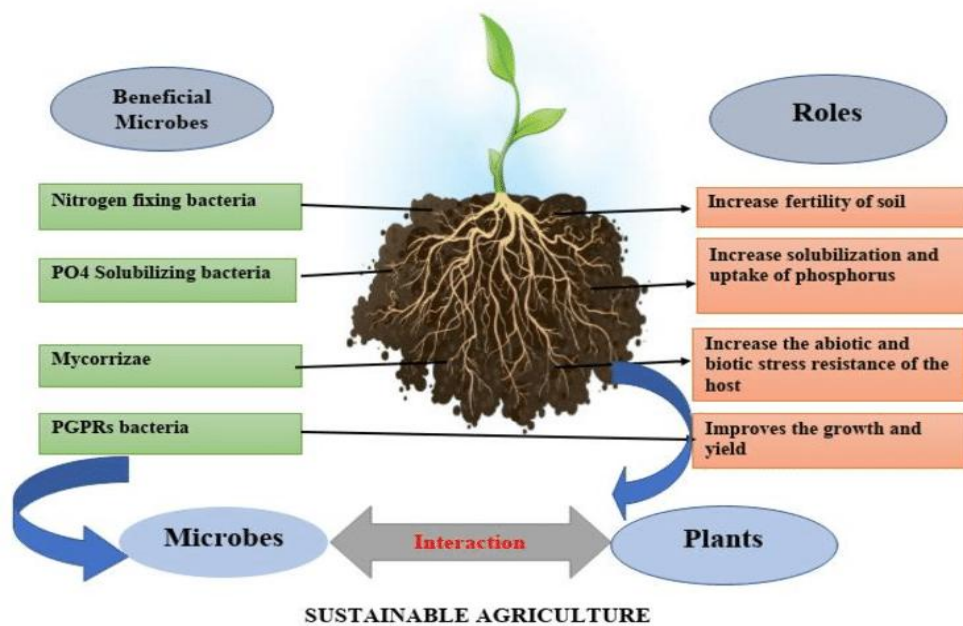 Beneficial
Microbes
Roles
Nitrogen fixing bacteria
Increase fertility of soil
PO4 Solubilizing bacteria
Increase solubilization and
uptake of phosphorus
Mycorrizae
Increase the abiotic and
biotic stress resistance of the
host
PGPRs bacteria
Improves the growth and
yield
Microbes
Interaction
Plants
SUSTAINABLE AGRICULTURE